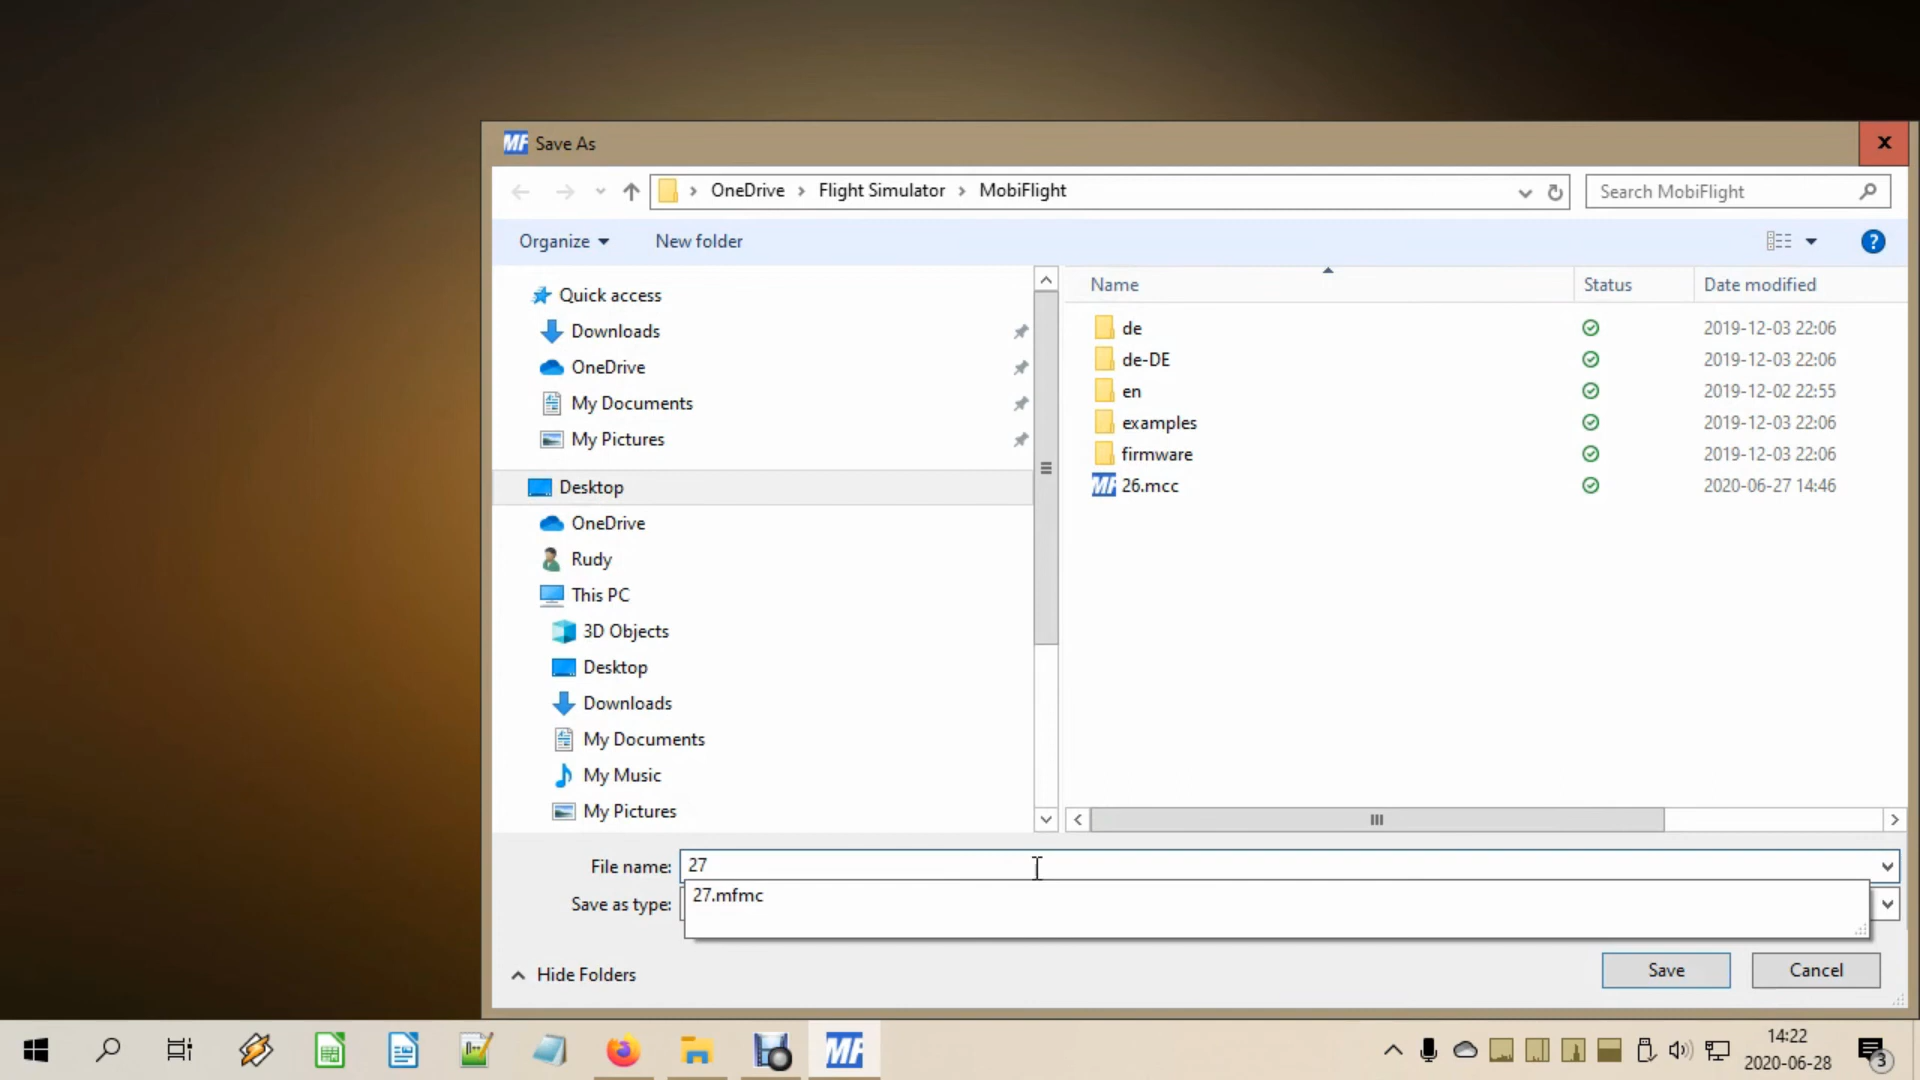 MF Save As
OneDrive
Flight Simulator
MobiFlight
Search MobiFlight
Organize
New folder
?
Name
Status
Date modified
Quick access
Downloads
OneDrive
My Documents
My Pictures
Desktop
OneDrive
Rudy
This PC
3D Objects
Desktop
Downloads
My Documents
My Music
My Pictures
de 2019-12-03 22:06
de-DE 2019-12-03 22:06
en 2019-12-02 22:55
examples 2019-12-03 22:06
firmware 2019-12-03 22:06
MF 26.mcc 2020-06-27 14:46
File name: 27
27.mfmc
Save as type:
Hide Folders
Save
Cancel
MF
14:22
2020-06-28
3